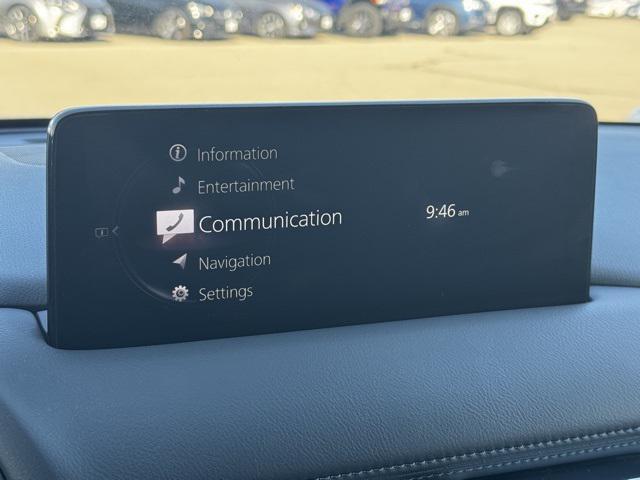 Information
Entertainment
Communication
9:46 am
Navigation
Settings